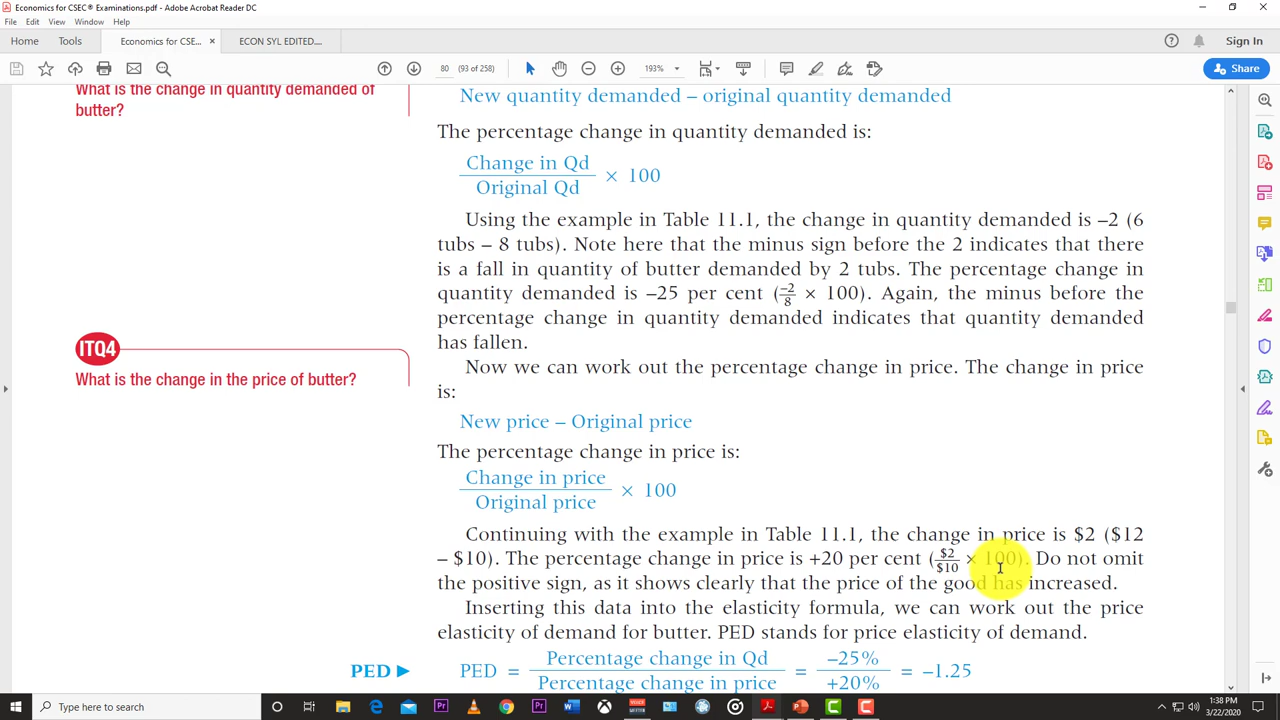 Economics for CSEC® Examinations.pdf - Adobe Acrobat Reader DC
File Edit View Window Help
Home Tools Economics for CSE... × ECON SYL EDITED.... Sign In
80 (93 of 258) 193% Share
What is the change in quantity demanded of
butter?
New quantity demanded – original quantity demanded
The percentage change in quantity demanded is:
Change in Qd
Original Qd × 100
Using the example in Table 11.1, the change in quantity demanded is –2 (6
tubs – 8 tubs). Note here that the minus sign before the 2 indicates that there
is a fall in quantity of butter demanded by 2 tubs. The percentage change in
quantity demanded is –25 per cent (–2/8 × 100). Again, the minus before the
percentage change in quantity demanded indicates that quantity demanded
has fallen.
ITQ4
What is the change in the price of butter?
Now we can work out the percentage change in price. The change in price
is:
New price – Original price
The percentage change in price is:
Change in price
Original price × 100
Continuing with the example in Table 11.1, the change in price is $2 ($12
– $10). The percentage change in price is +20 per cent ($2/$10 × 100). Do not omit
the positive sign, as it shows clearly that the price of the good has increased.
Inserting this data into the elasticity formula, we can work out the price
elasticity of demand for butter. PED stands for price elasticity of demand.
PED ▶ PED = Percentage change in Qd = –25% = –1.25
Percentage change in price +20%
Type here to search
1:38 PM
3/22/2020